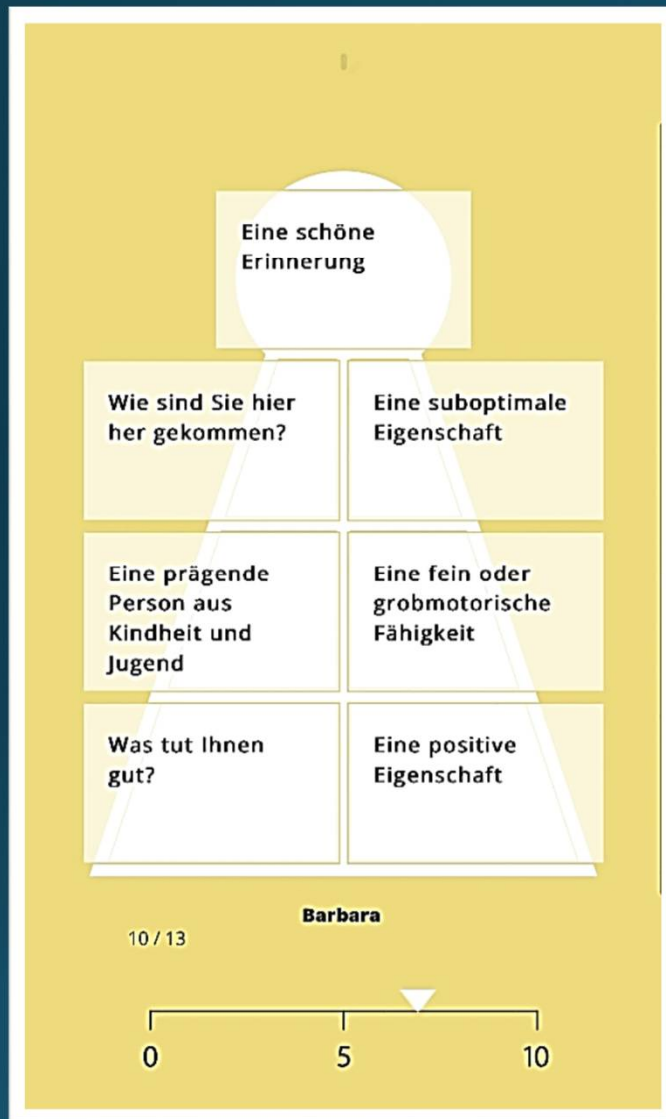 Eine schöne
Erinnerung
Wie sind Sie hier
her gekommen?
Eine suboptimale
Eigenschaft
Eine prägende
Person aus
Kindheit und
Jugend
Eine fein oder
grobmotorische
Fähigkeit
Was tut Ihnen
gut?
Eine positive
Eigenschaft
Barbara
10 / 13
0 5 10